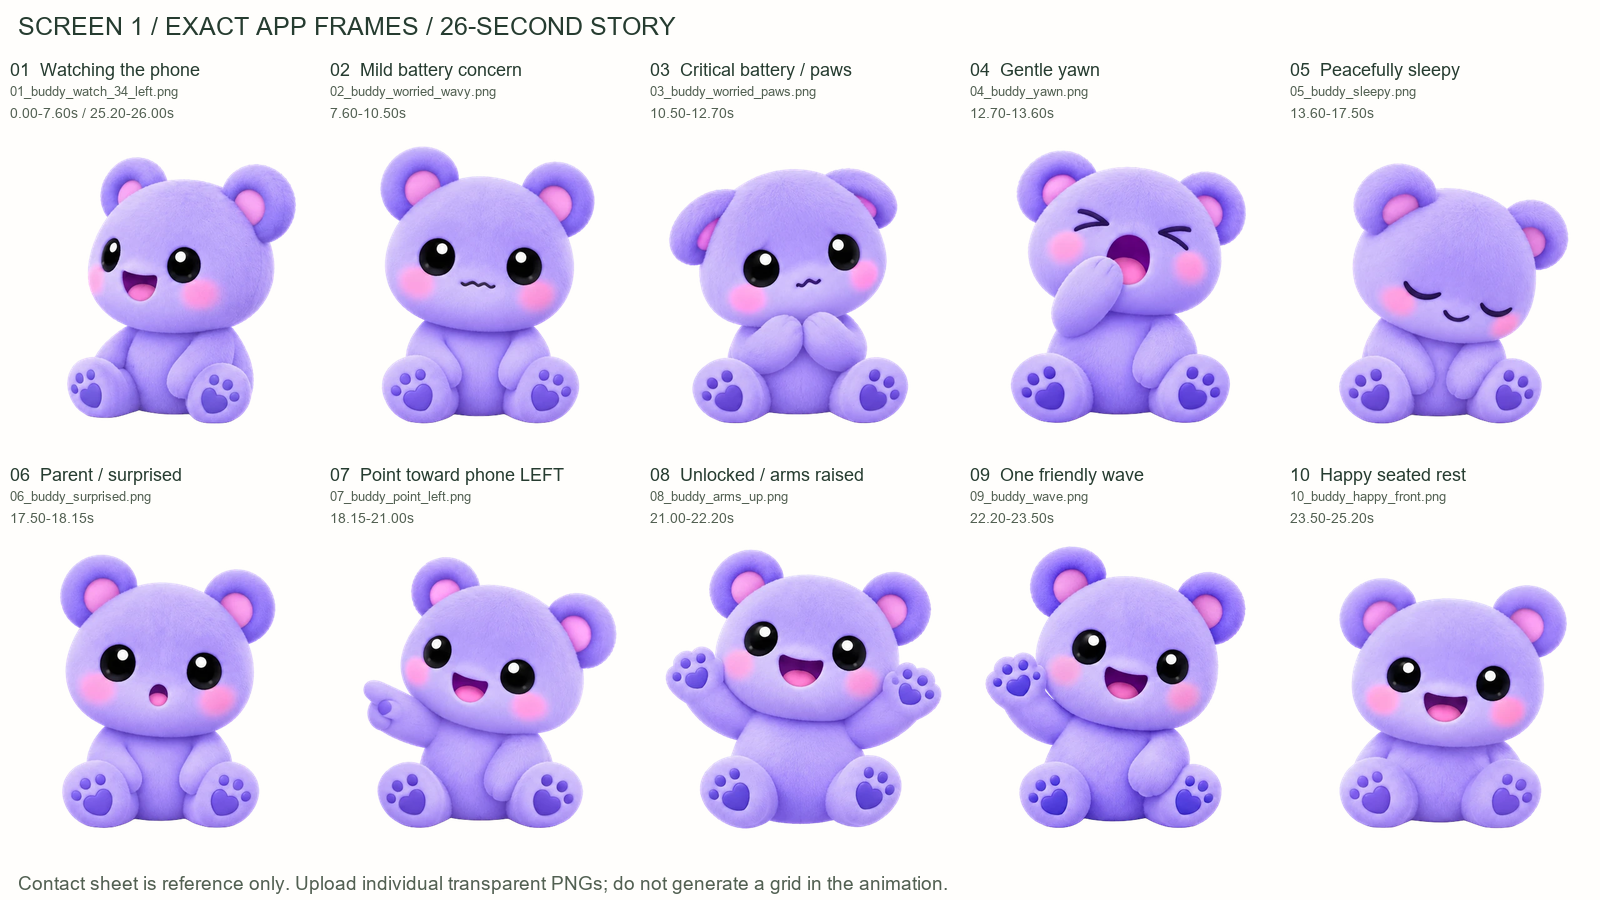 SCREEN 1 / EXACT APP FRAMES / 26-SECOND STORY
01 Watching the phone
01_buddy_watch_34_left.png
0.00-7.60s / 25.20-26.00s
02 Mild battery concern
02_buddy_worried_wavy.png
7.60-10.50s
03 Critical battery / paws
03_buddy_worried_paws.png
10.50-12.70s
04 Gentle yawn
04_buddy_yawn.png
12.70-13.60s
05 Peacefully sleepy
05_buddy_sleepy.png
13.60-17.50s
06 Parent / surprised
06_buddy_surprised.png
17.50-18.15s
07 Point toward phone LEFT
07_buddy_point_left.png
18.15-21.00s
08 Unlocked / arms raised
08_buddy_arms_up.png
21.00-22.20s
09 One friendly wave
09_buddy_wave.png
22.20-23.50s
10 Happy seated rest
10_buddy_happy_front.png
23.50-25.20s
Contact sheet is reference only. Upload individual transparent PNGs; do not generate a grid in the animation.